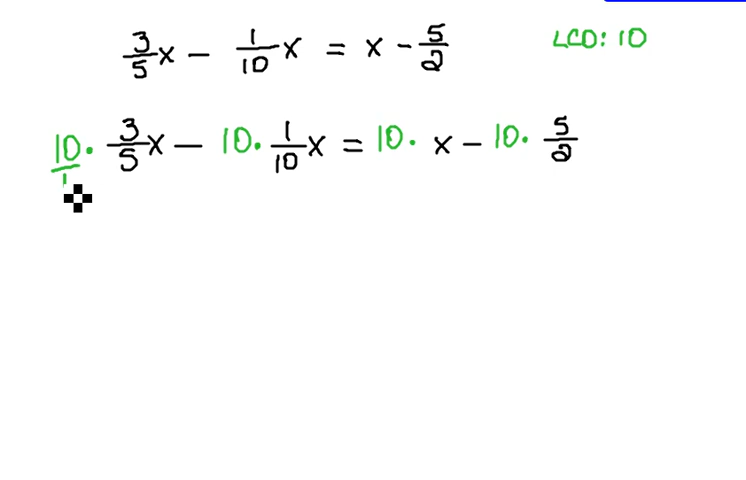 3/5 x - 1/10 x = x - 5/2 LCD: 10
10/1 · 3/5 x - 10 · 1/10 x = 10 · x - 10 · 5/2